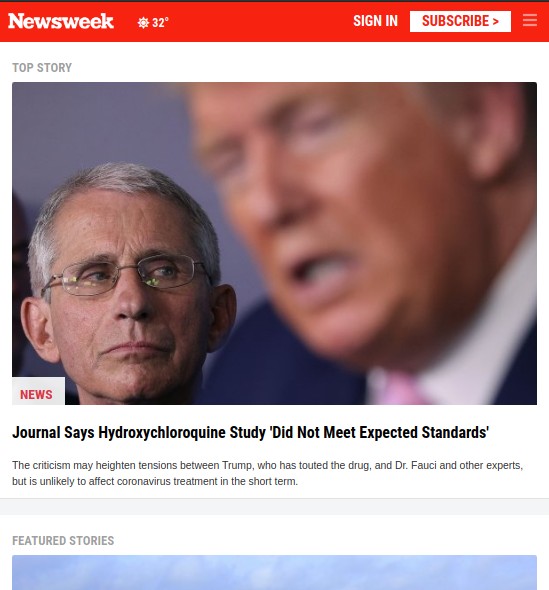 Newsweek
32°
SIGN IN
SUBSCRIBE >
TOP STORY
NEWS
Journal Says Hydroxychloroquine Study 'Did Not Meet Expected Standards'
The criticism may heighten tensions between Trump, who has touted the drug, and Dr. Fauci and other experts,
but is unlikely to affect coronavirus treatment in the short term.
FEATURED STORIES